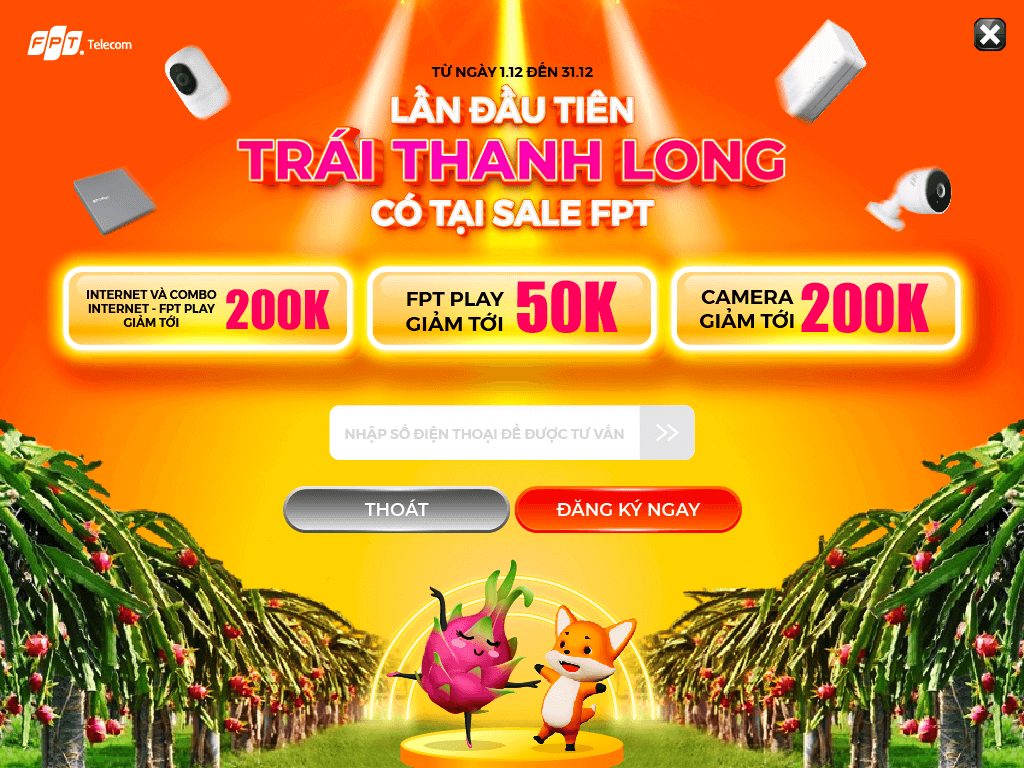 FPT Telecom
TỪ NGÀY 1.12 ĐẾN 31.12
LẦN ĐẦU TIÊN
TRÁI THANH LONG
CÓ TẠI SALE FPT
INTERNET VÀ COMBO
INTERNET - FPT PLAY
GIẢM TỚI
200K
FPT PLAY
GIẢM TỚI
50K
CAMERA
GIẢM TỚI
200K
NHẬP SỐ ĐIỆN THOẠI ĐỂ ĐƯỢC TƯ VẤN
THOÁT
ĐĂNG KÝ NGAY